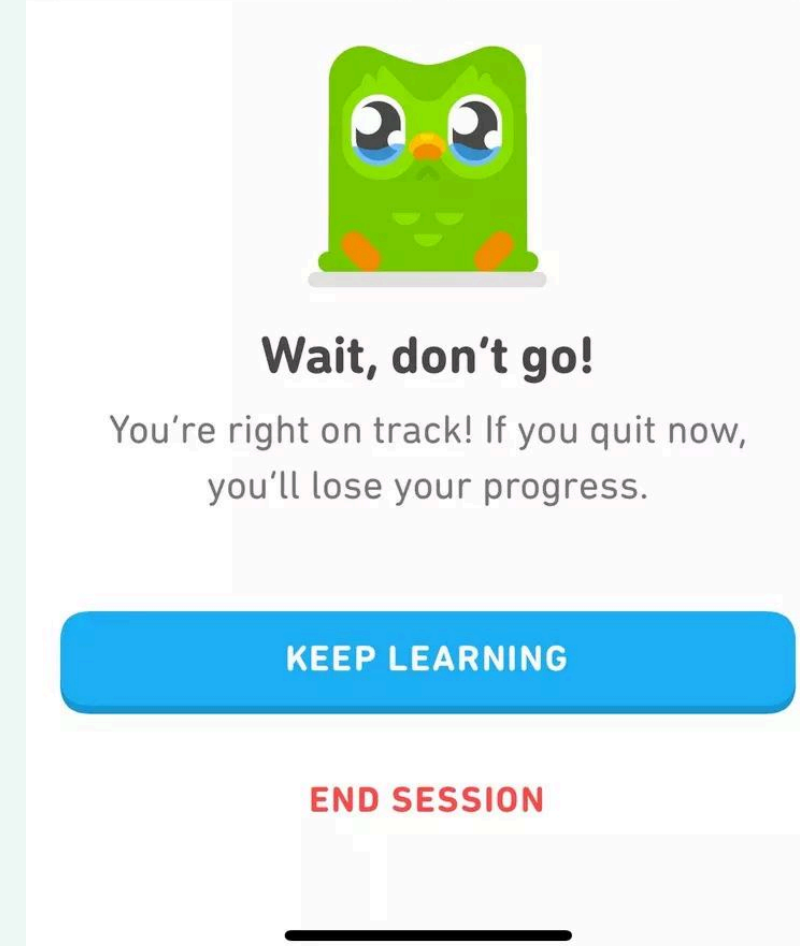 Wait, don't go!
You're right on track! If you quit now,
you'll lose your progress.
KEEP LEARNING
END SESSION